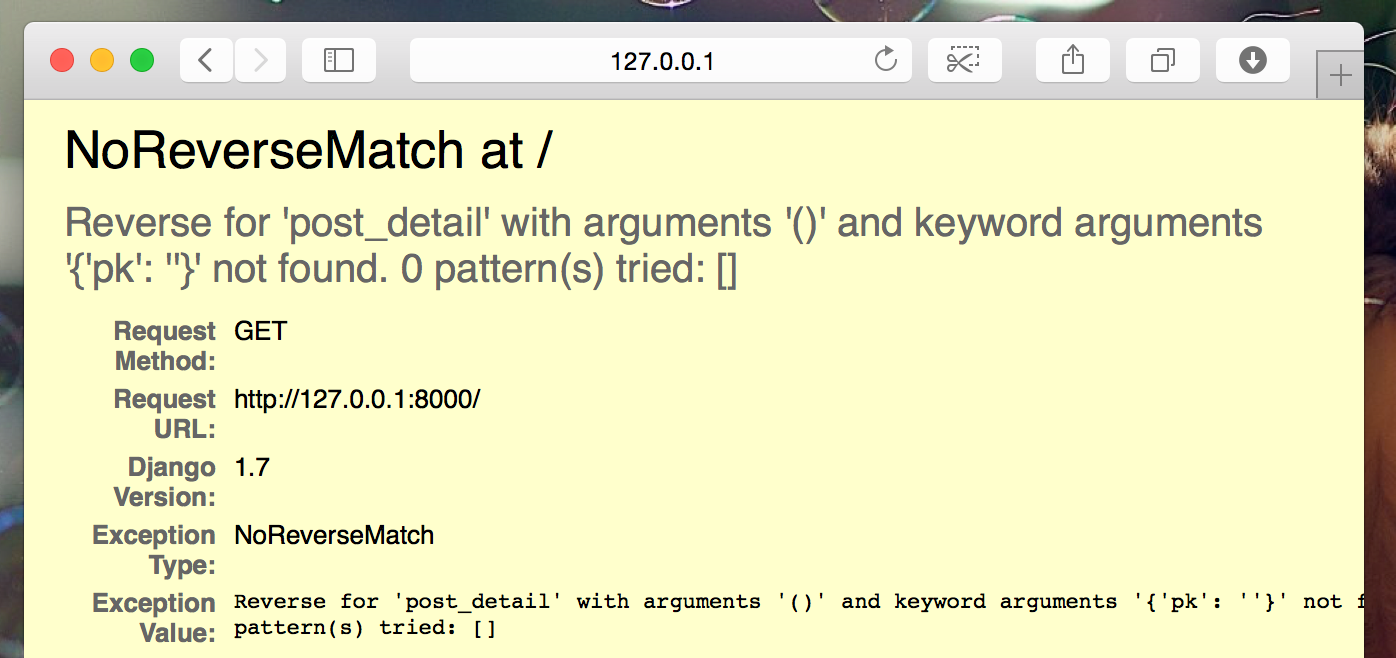 127.0.0.1
NoReverseMatch at /
Reverse for 'post_detail' with arguments '()' and keyword arguments
'{'pk': ''}' not found. 0 pattern(s) tried: []
Request GET
Method:
Request http://127.0.0.1:8000/
URL:
Django 1.7
Version:
Exception NoReverseMatch
Type:
Exception Reverse for 'post_detail' with arguments '()' and keyword arguments '{'pk': ''}' not
Value: pattern(s) tried: []